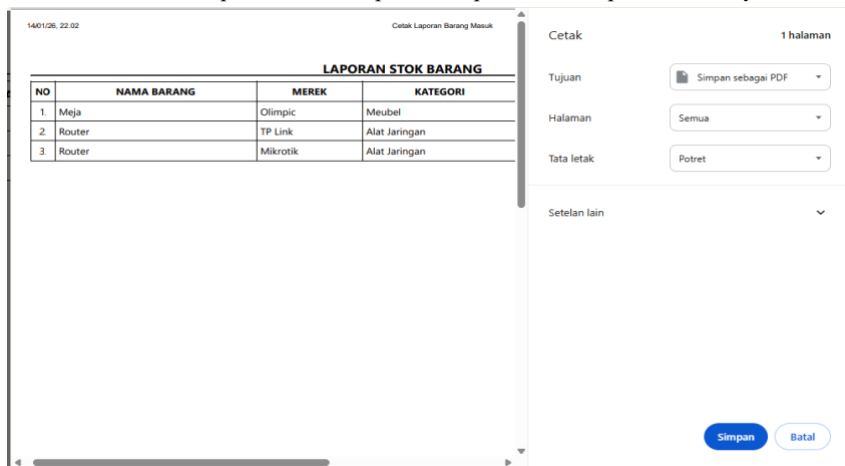 14/01/26, 22.02 Cetak Laporan Barang Masuk
LAPORAN STOK BARANG
NO NAMA BARANG MEREK KATEGORI
1. Meja Olimpic Meubel
2. Router TP Link Alat Jaringan
3. Router Mikrotik Alat Jaringan
Cetak 1 halaman
Tujuan Simpan sebagai PDF
Halaman Semua
Tata letak Potret
Setelan lain
Simpan Batal